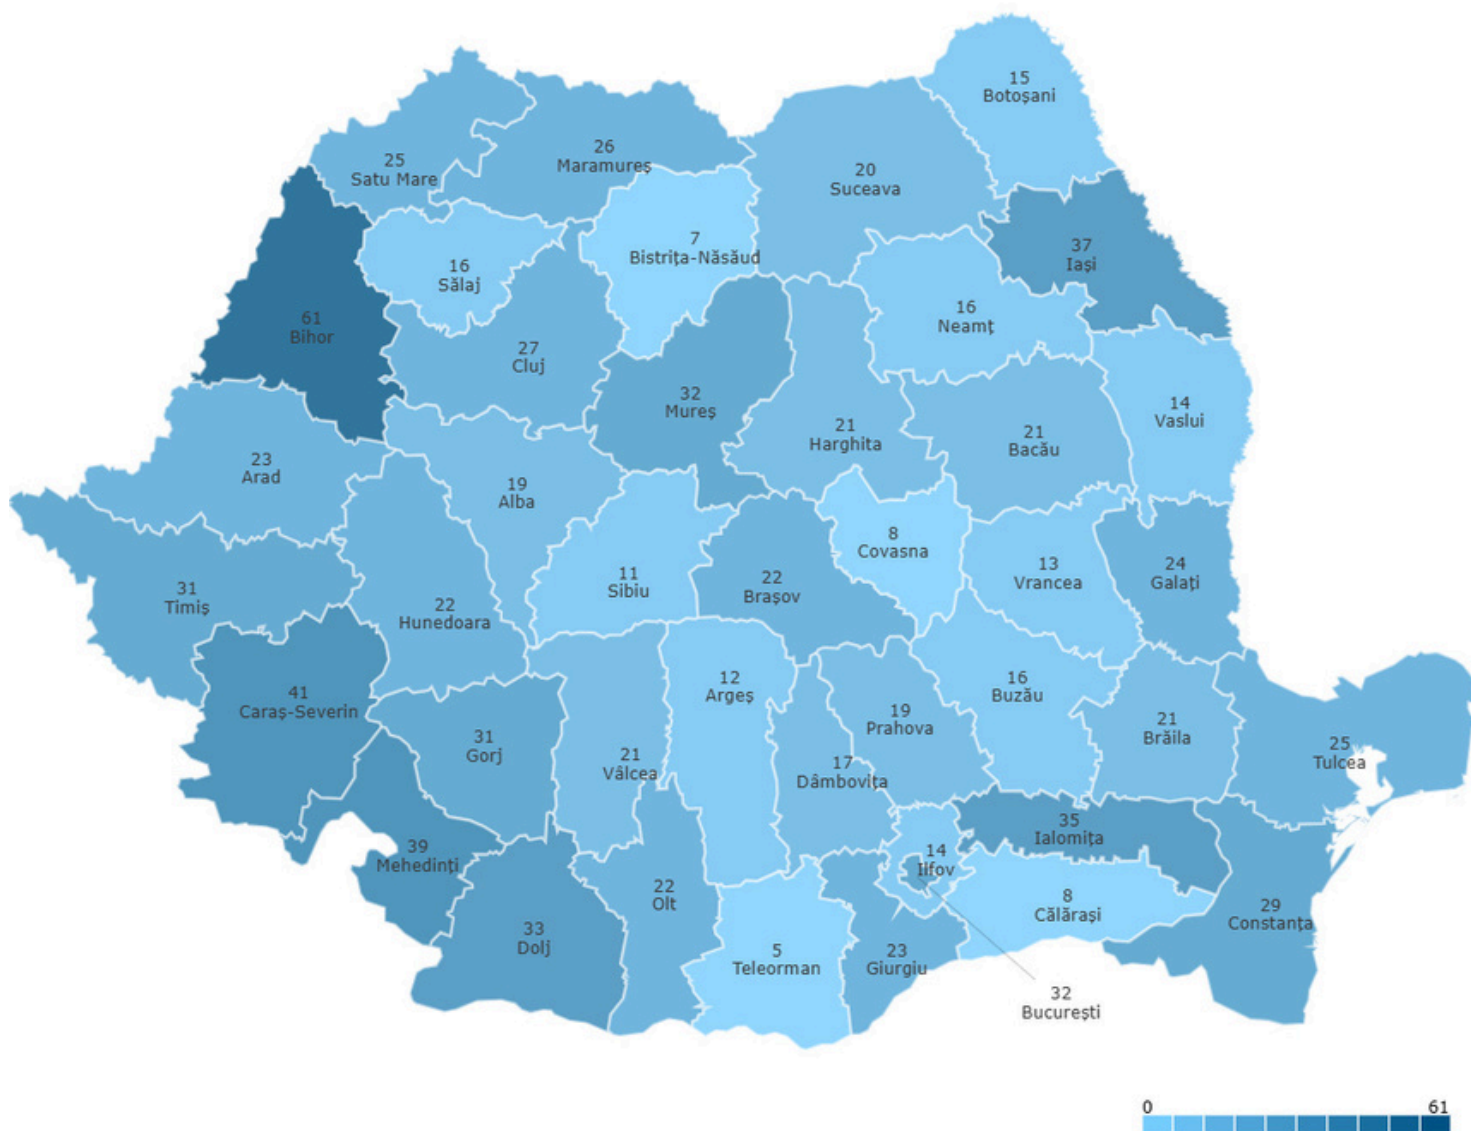 15
Botoșani
26
Maramureș
25
Satu Mare
20
Suceava
7
Bistrița-Năsăud
37
Iași
16
Sălaj
16
Neamț
61
Bihor
27
Cluj
32
Mureș
14
Vaslui
21
Harghita
21
Bacău
23
Arad
19
Alba
8
Covasna
13
Vrancea
24
Galați
11
Sibiu
22
Brașov
31
Timiș
22
Hunedoara
12
Argeș
16
Buzău
41
Caraș-Severin
19
Prahova
21
Brăila
31
Gorj
21
Vâlcea
17
Dâmbovița
25
Tulcea
35
Ialomița
39
Mehedinți
14
Ilfov
22
Olt
8
Călărași
29
Constanța
33
Dolj
5
Teleorman
23
Giurgiu
32
București
0 61